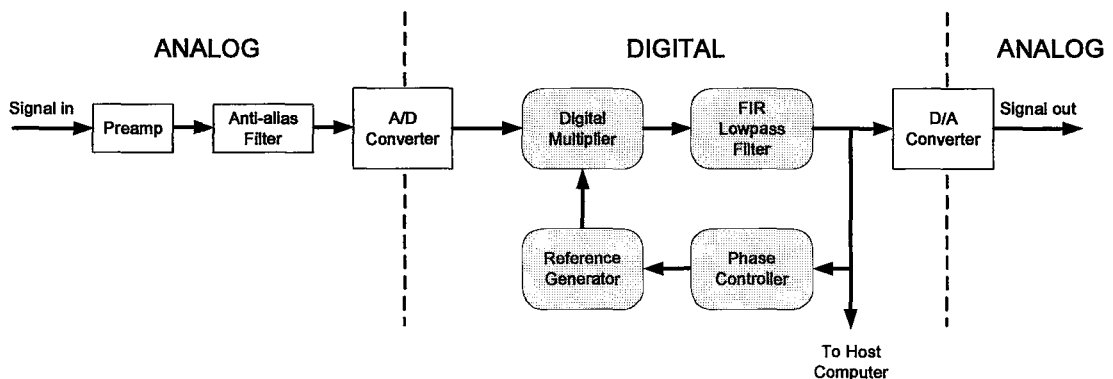 ANALOG
DIGITAL
ANALOG
Signal in
Preamp
Anti-alias
Filter
A/D
Converter
Digital
Multiplier
FIR
Lowpass
Filter
D/A
Converter
Signal out
Reference
Generator
Phase
Controller
To Host
Computer